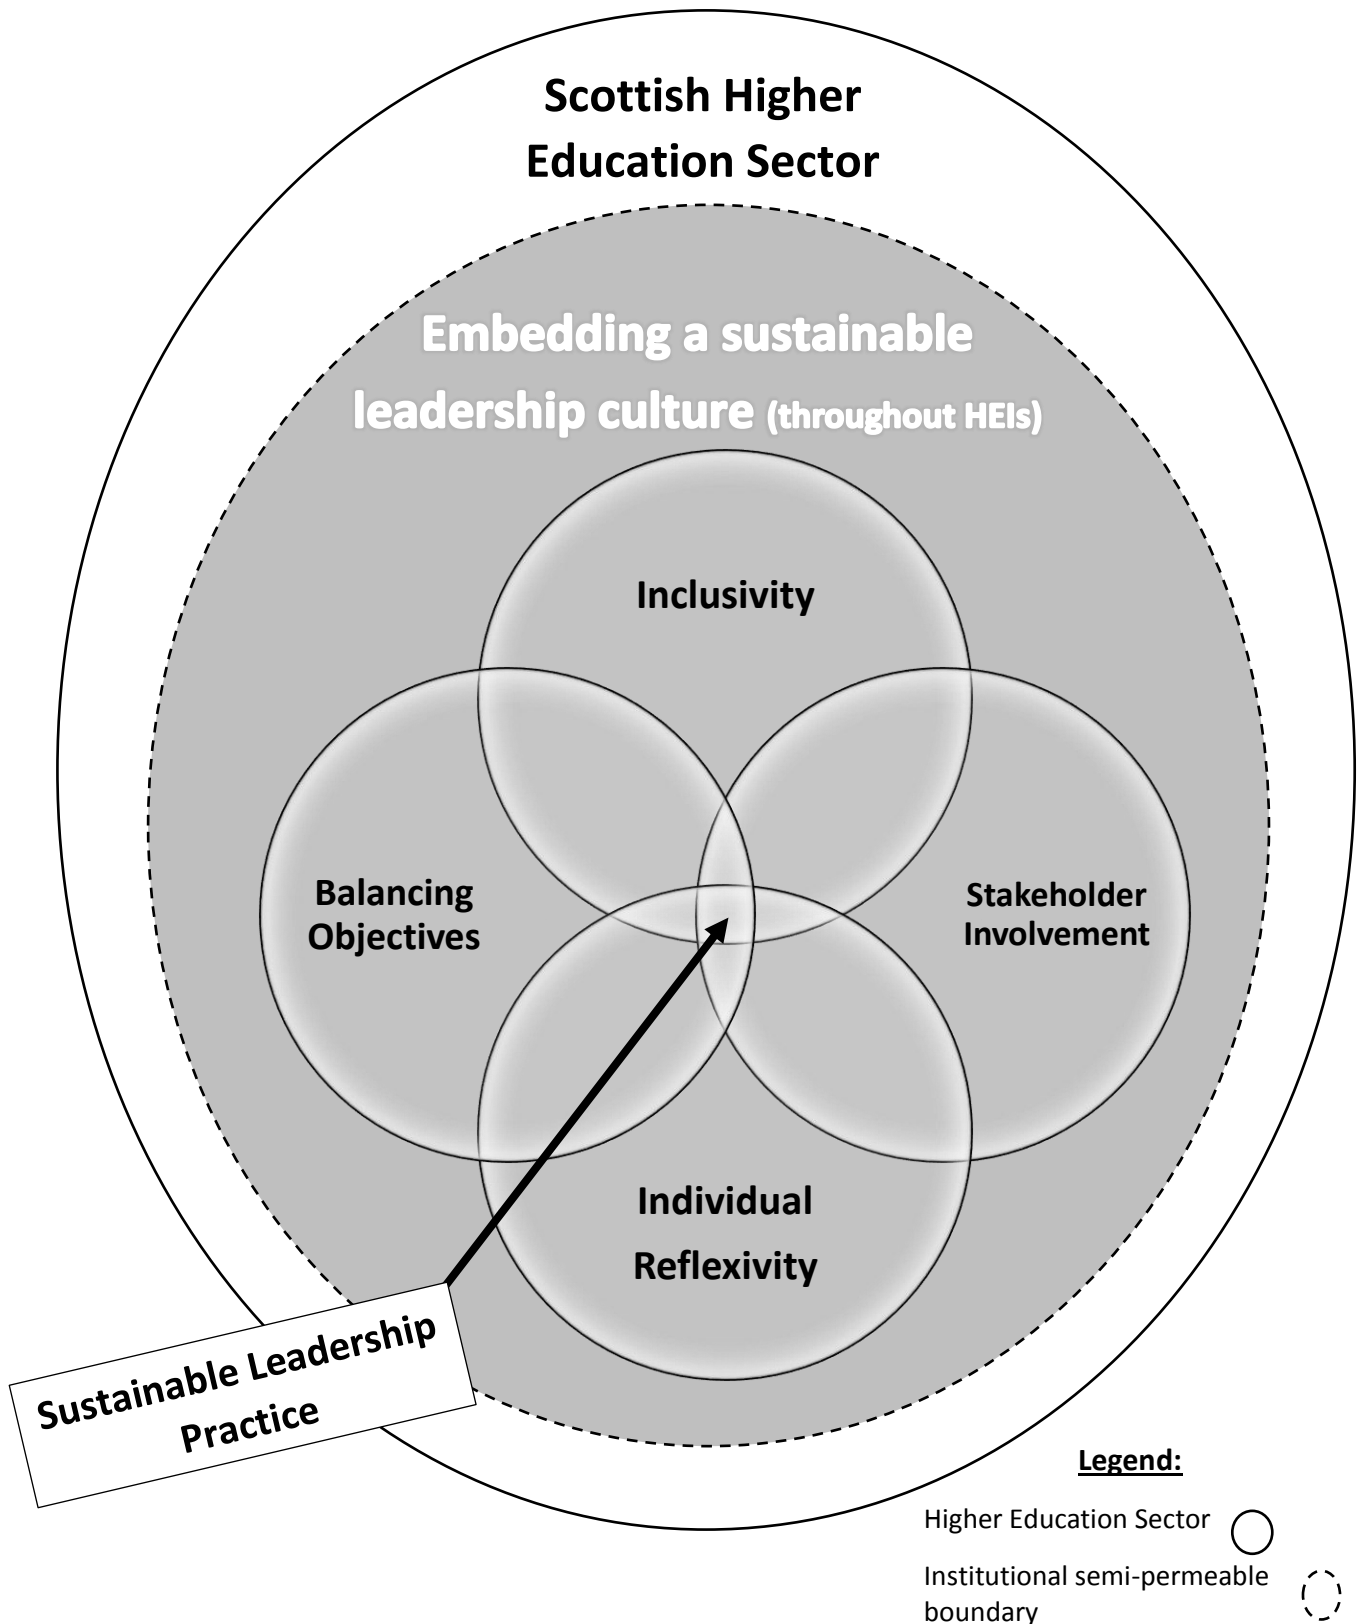 Scottish Higher
Education Sector
Embedding a sustainable
leadership culture (throughout HEIs)
Inclusivity
Balancing
Objectives
Stakeholder
Involvement
Individual
Reflexivity
Sustainable Leadership
Practice
Legend:
Higher Education Sector
Institutional semi-permeable
boundary